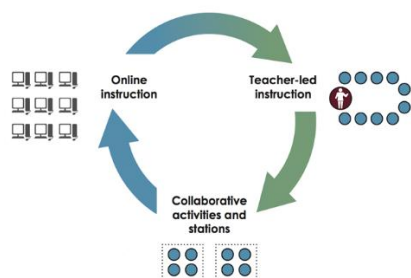 Online
instruction
Teacher-led
instruction
Collaborative
activities and
stations